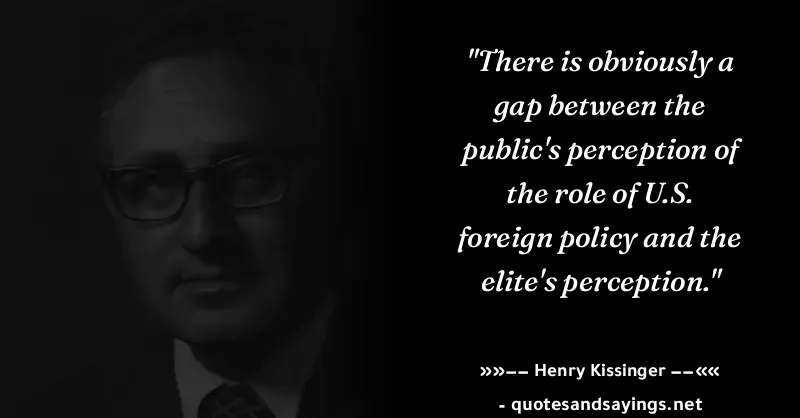 "There is obviously a
gap between the
public's perception of
the role of U.S.
foreign policy and the
elite's perception."
»»−− Henry Kissinger −−««
- quotesandsayings.net